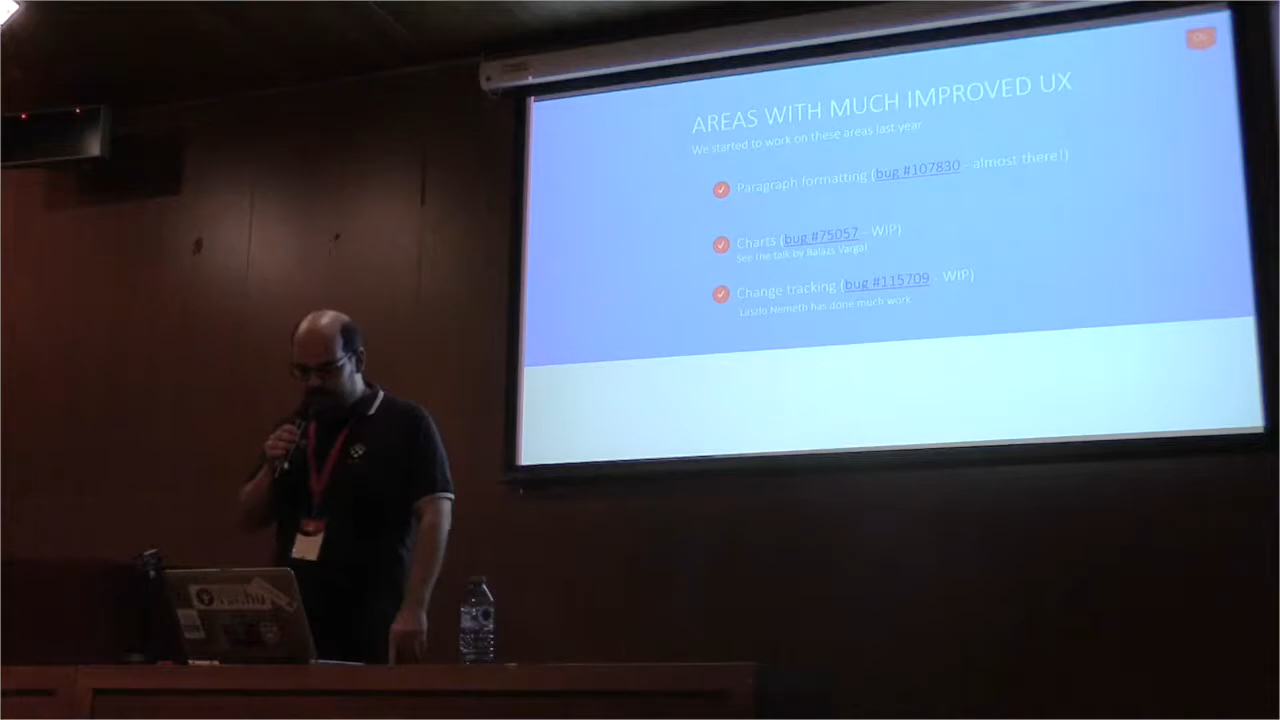 AREAS WITH MUCH IMPROVED UX
We started to work on these areas last year
Paragraph formatting (bug #107830 - almost there!)
Charts (bug #75057 - WIP)
See the talk by Balazs Varga!
Change tracking (bug #115709 - WIP)
Laszlo Nemeth has done much work